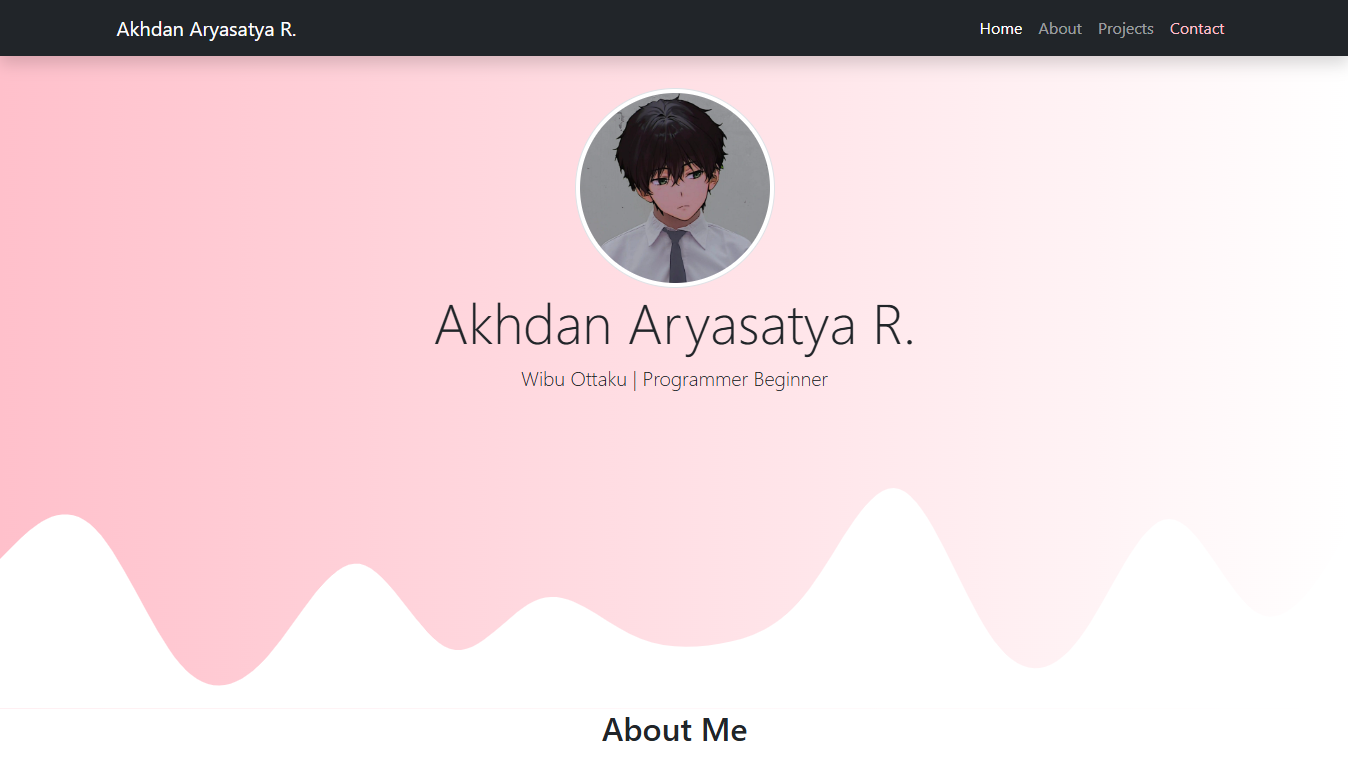 Akhdan Aryasatya R.
Home About Projects Contact
Akhdan Aryasatya R.
Wibu Ottaku | Programmer Beginner
About Me